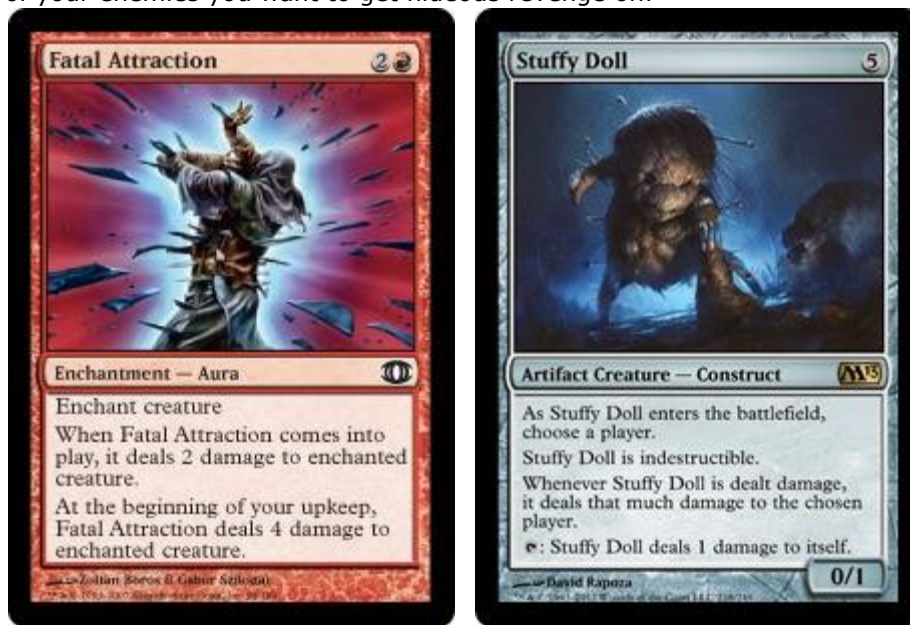 of your enemies you want to get hideous revenge on.
Fatal Attraction 2
Enchantment — Aura
Enchant creature
When Fatal Attraction comes into
play, it deals 2 damage to enchanted
creature.
At the beginning of your upkeep,
Fatal Attraction deals 4 damage to
enchanted creature.
Zoltan Boros & Gabor Szikszai
Stuffy Doll 5
Artifact Creature — Construct
M13
As Stuffy Doll enters the battlefield,
choose a player.
Stuffy Doll is indestructible.
Whenever Stuffy Doll is dealt damage,
it deals that much damage to the chosen
player.
: Stuffy Doll deals 1 damage to itself.
David Rapoza
0/1